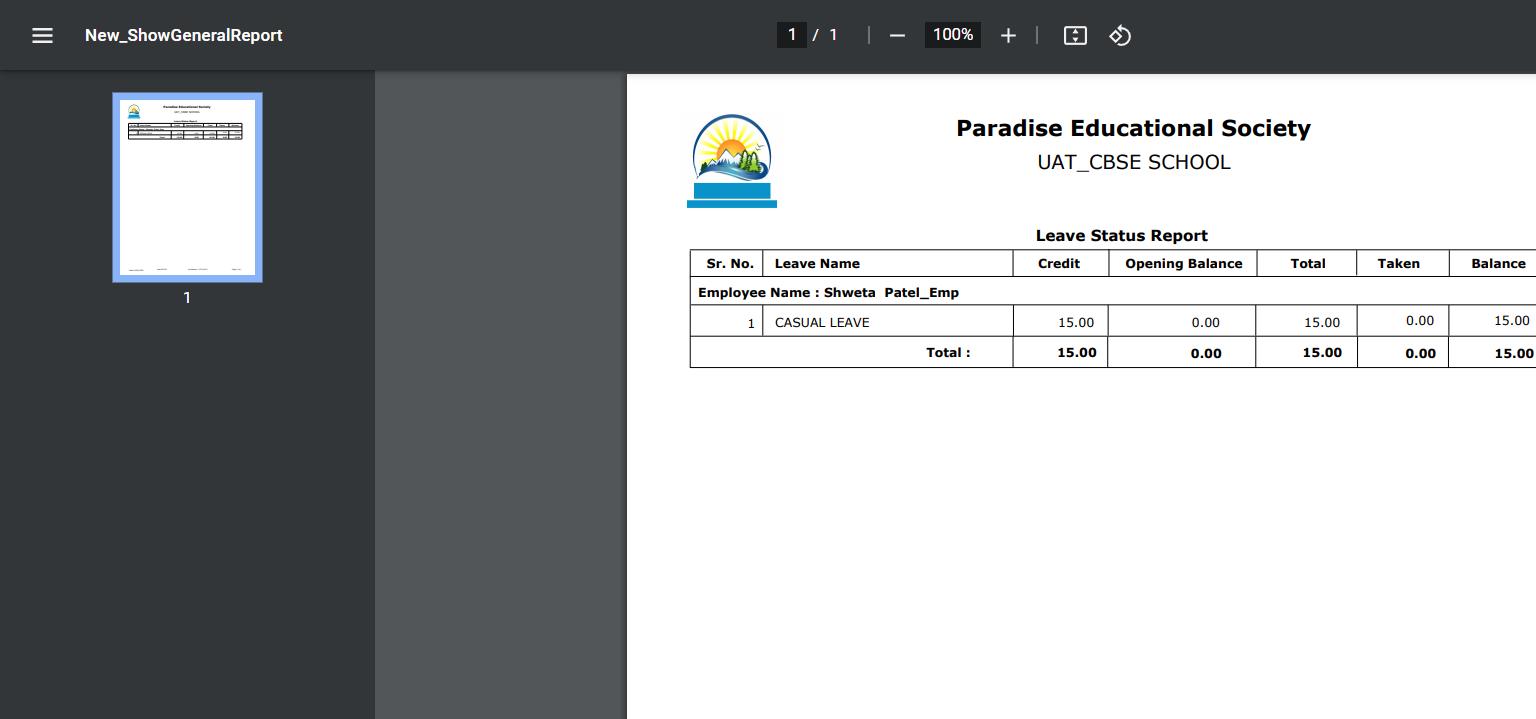 New_ShowGeneralReport 1 / 1 100%
Paradise Educational Society
UAT_CBSE SCHOOL
Leave Status Report
Sr. No. Leave Name Credit Opening Balance Total Taken Balance
Employee Name : Shweta Patel_Emp
1 CASUAL LEAVE 15.00 0.00 15.00 0.00 15.00
Total : 15.00 0.00 15.00 0.00 15.00
1